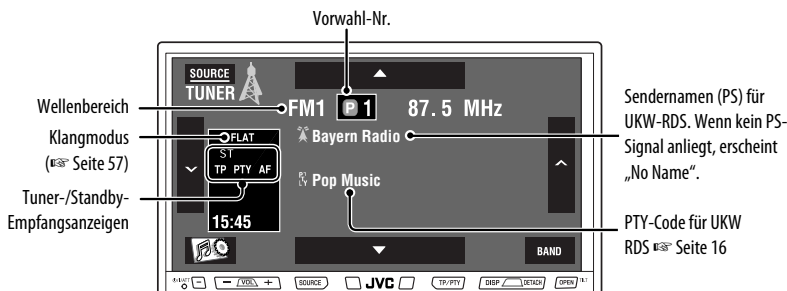 Vorwahl-Nr.
SOURCE
TUNER
Wellenbereich
FM1 P 1 87. 5 MHz
Klangmodus
(☞ Seite 57)
FLAT
Bayern Radio
Sendernamen (PS) für
UKW-RDS. Wenn kein PS-
Signal anliegt, erscheint
„No Name“.
ST
TP PTY AF
Tuner-/Standby-
Empfangsanzeigen
PTY Pop Music
15:45
PTY-Code für UKW
RDS ☞ Seite 16
BAND
− VOL + SOURCE JVC TP/PTY DISP DETACH OPEN TILT